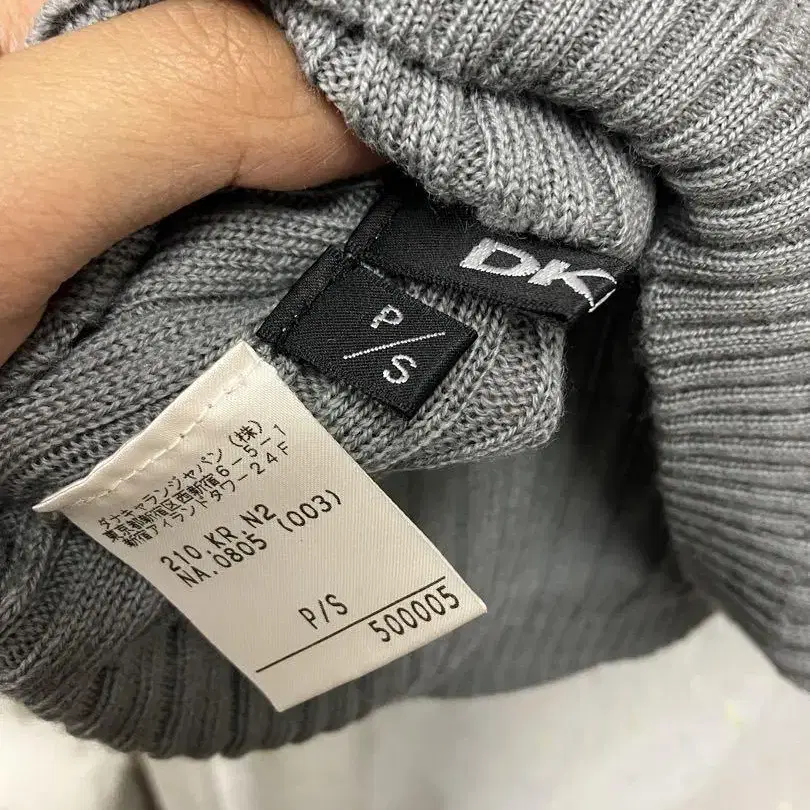 DK
P/S
ダナキャランジャパン(株)
東京都新宿区西新宿6-5-1
新宿アイランドタワー24F
210.KR.N2
NA.0805 (003)
P/S
500005